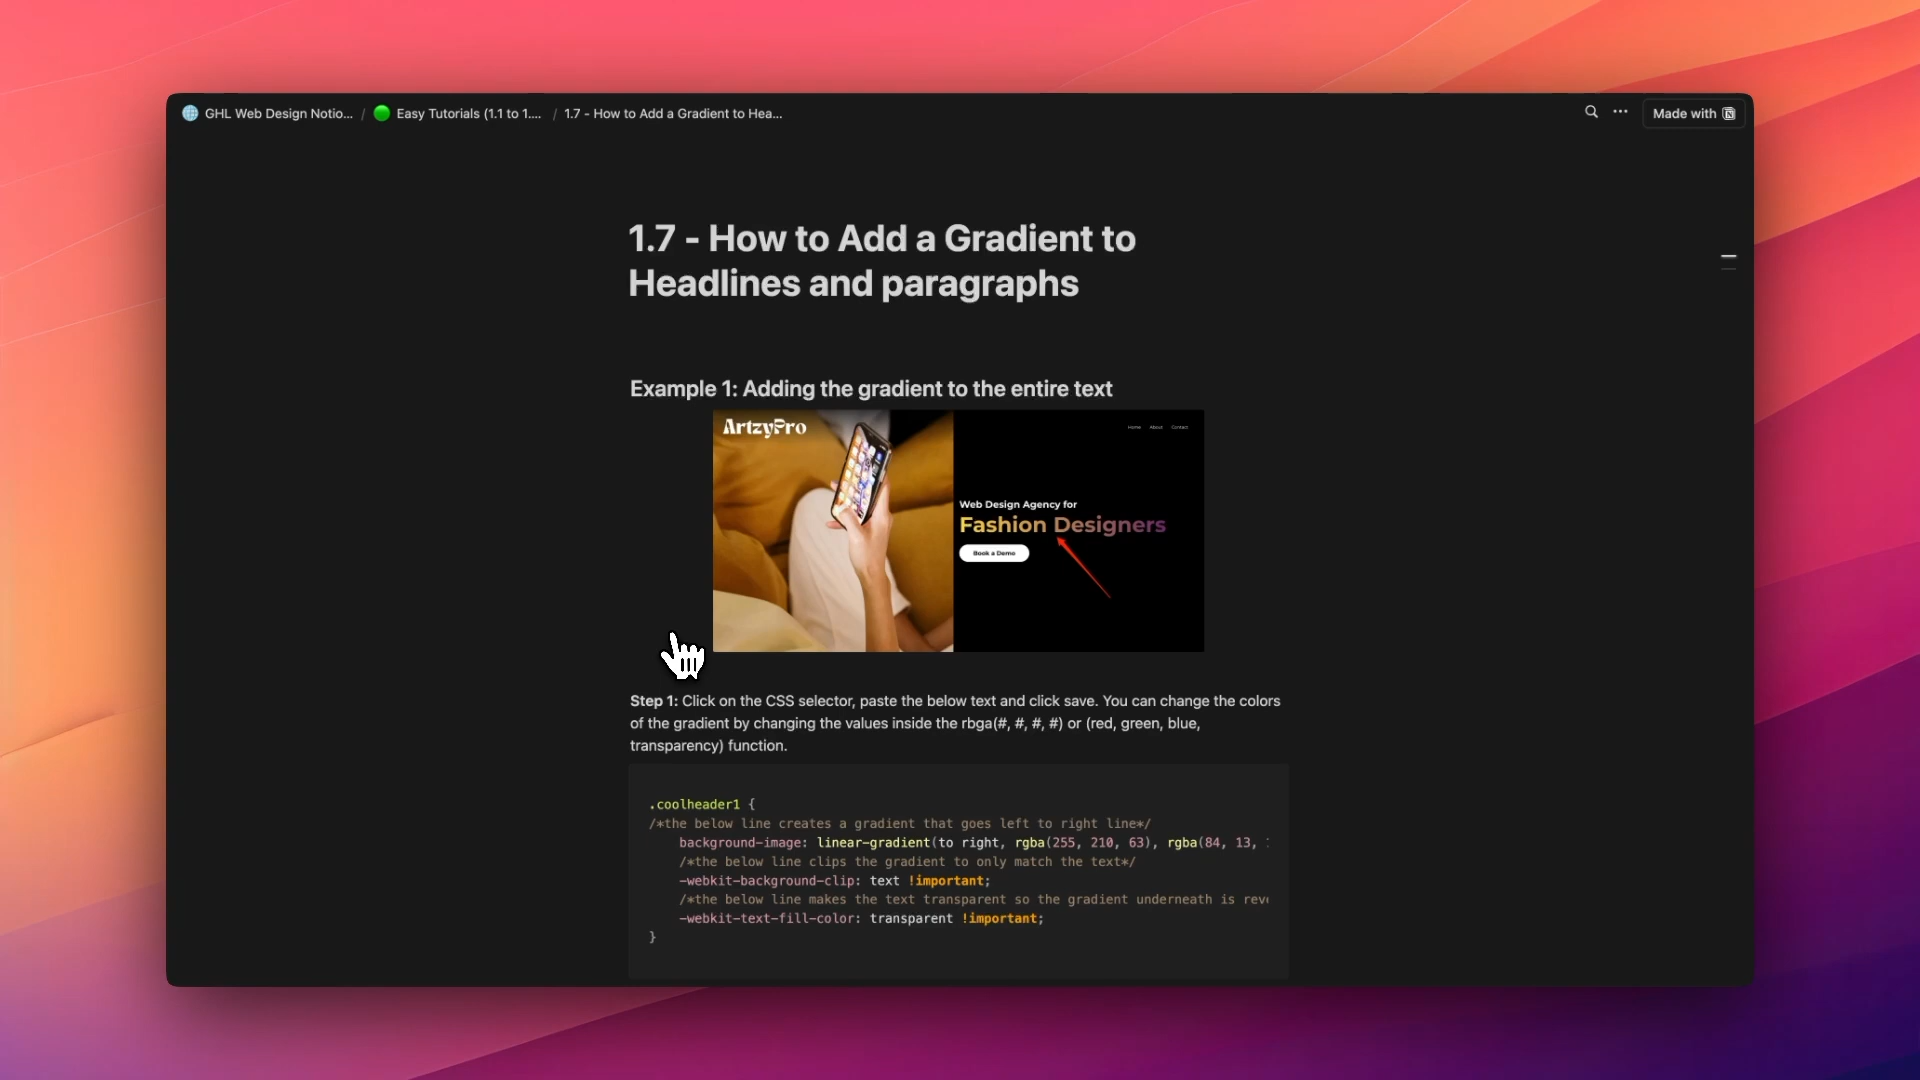 GHL Web Design Notio... / Easy Tutorials (1.1 to 1.... / 1.7 - How to Add a Gradient to Hea...
Made with
1.7 - How to Add a Gradient to
Headlines and paragraphs
Example 1: Adding the gradient to the entire text
ArtzyPro
Home About Contact
Web Design Agency for
Fashion Designers
Book a Demo
Step 1: Click on the CSS selector, paste the below text and click save. You can change the colors
of the gradient by changing the values inside the rbga(#, #, #, #) or (red, green, blue,
transparency) function.
.coolheader1 {
/*the below line creates a gradient that goes left to right line*/
background-image: linear-gradient(to right, rgba(255, 210, 63), rgba(84, 13,
/*the below line clips the gradient to only match the text*/
-webkit-background-clip: text !important;
/*the below line makes the text transparent so the gradient underneath is
-webkit-text-fill-color: transparent !important;
}